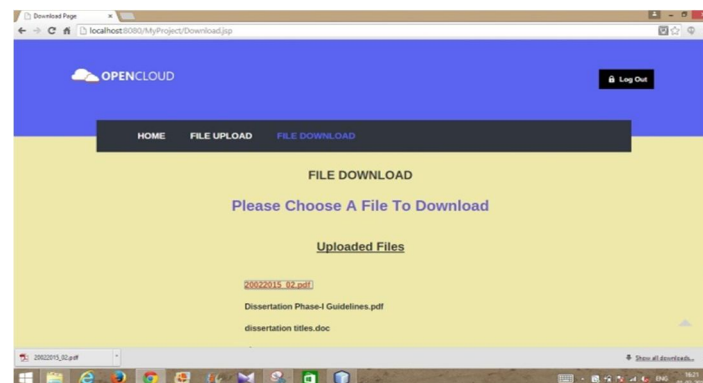 Download Page
localhost:8080/MyProject/Download.jsp
OPENCLOUD
Log Out
HOME FILE UPLOAD FILE DOWNLOAD
FILE DOWNLOAD
Please Choose A File To Download
Uploaded Files
20022015_02.pdf
Dissertation Phase-I Guidelines.pdf
dissertation titles.doc
20022015_02.pdf
Show all downloads...
ENG 16:21